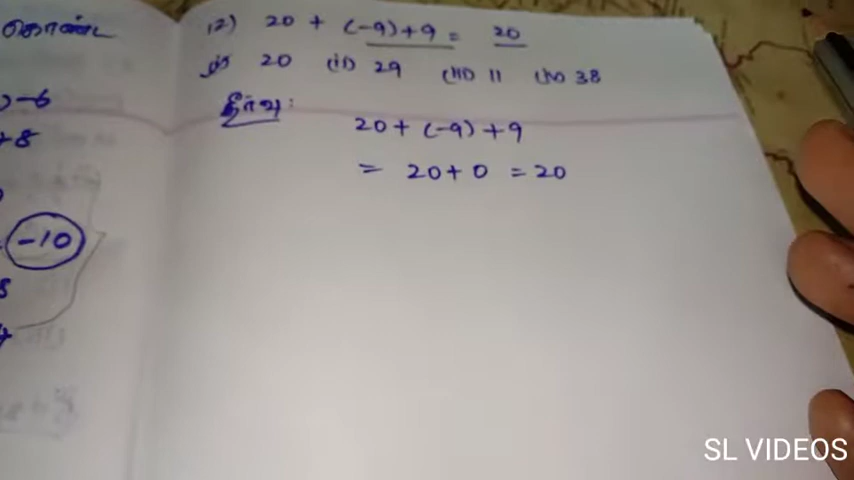 கொண்ட
-6
+8
-10
12) 20 + (-9)+9 = 20
20 (ii) 29 (iii) 11 (iv) 38
தீர்வு:
20+ (-9) +9
= 20+ 0 = 20
SL VIDEOS